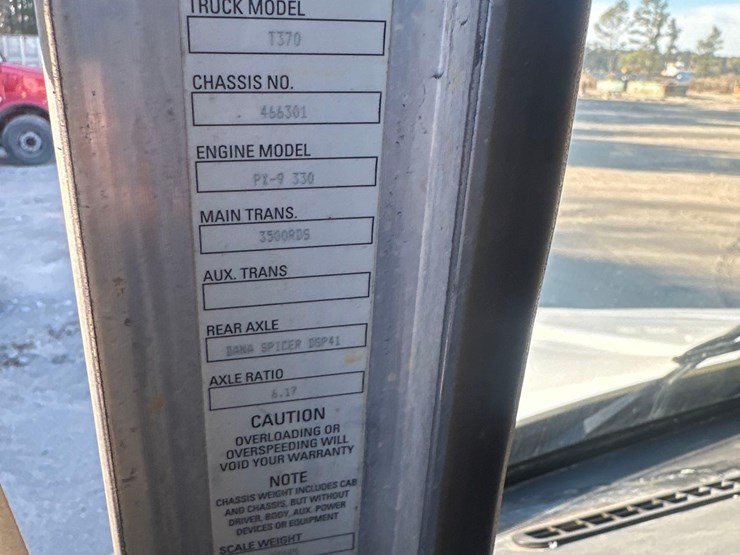 TRUCK MODEL
T370
CHASSIS NO.
466301
ENGINE MODEL
PX-9 330
MAIN TRANS.
3500RDS
AUX. TRANS
REAR AXLE
DANA SPICER DSP41
AXLE RATIO
6.17
CAUTION
OVERLOADING OR
OVERSPEEDING WILL
VOID YOUR WARRANTY
NOTE
CHASSIS WEIGHT INCLUDES CAB
AND CHASSIS, BUT WITHOUT
DRIVER, BODY, AUX. POWER
DEVICES OR EQUIPMENT
SCALE WEIGHT